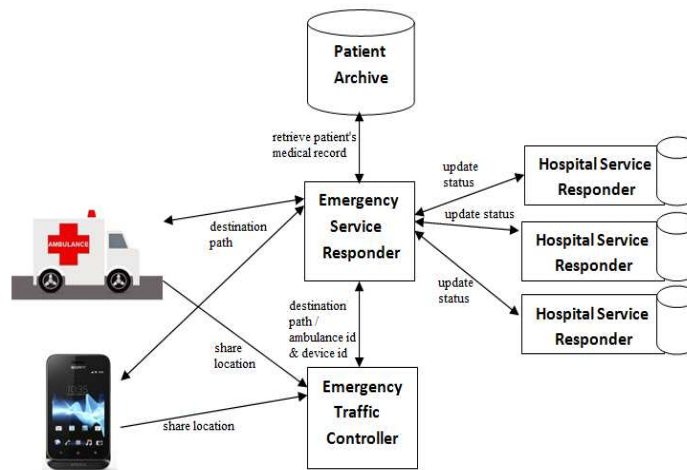 Patient
Archive
retrieve patient's
medical record
update
status
Hospital Service
Responder
Emergency
Service
Responder
update status
Hospital Service
Responder
AMBULANCE
destination
path
update
status
Hospital Service
Responder
destination
path /
ambulance id
& device id
share
location
SONY
Emergency
Traffic
Controller
share location